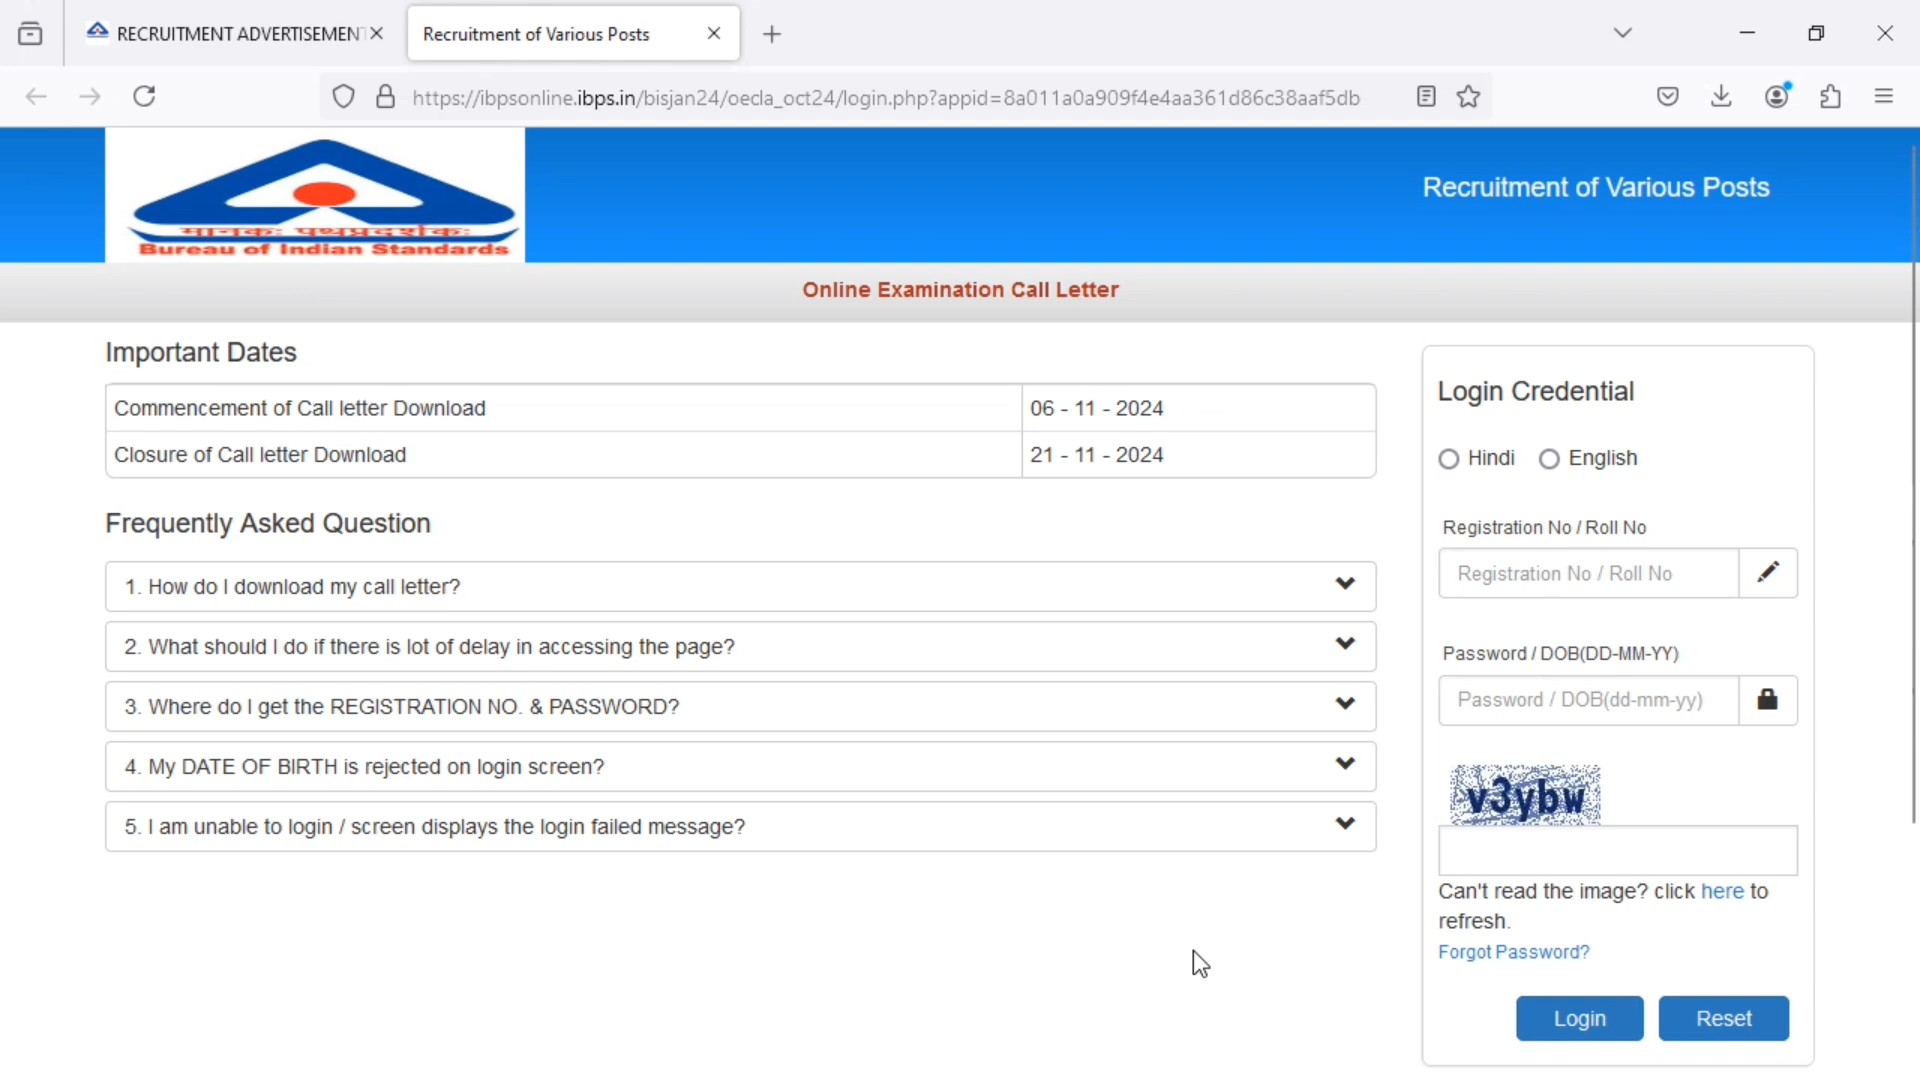 RECRUITMENT ADVERTISEMENT
Recruitment of Various Posts
https://ibpsonline.ibps.in/bisjan24/oecla_oct24/login.php?appid=8a011a0a909f4e4aa361d86c38aaf5db
मानकः पथप्रदर्शकः
Bureau of Indian Standards
Recruitment of Various Posts
Online Examination Call Letter
Important Dates
Commencement of Call letter Download 06 - 11 - 2024
Closure of Call letter Download 21 - 11 - 2024
Frequently Asked Question
1. How do I download my call letter?
2. What should I do if there is lot of delay in accessing the page?
3. Where do I get the REGISTRATION NO. & PASSWORD?
4. My DATE OF BIRTH is rejected on login screen?
5. I am unable to login / screen displays the login failed message?
Login Credential
Hindi English
Registration No / Roll No
Registration No / Roll No
Password / DOB(DD-MM-YY)
Password / DOB(dd-mm-yy)
v3ybw
Can't read the image? click here to
refresh.
Forgot Password?
Login Reset